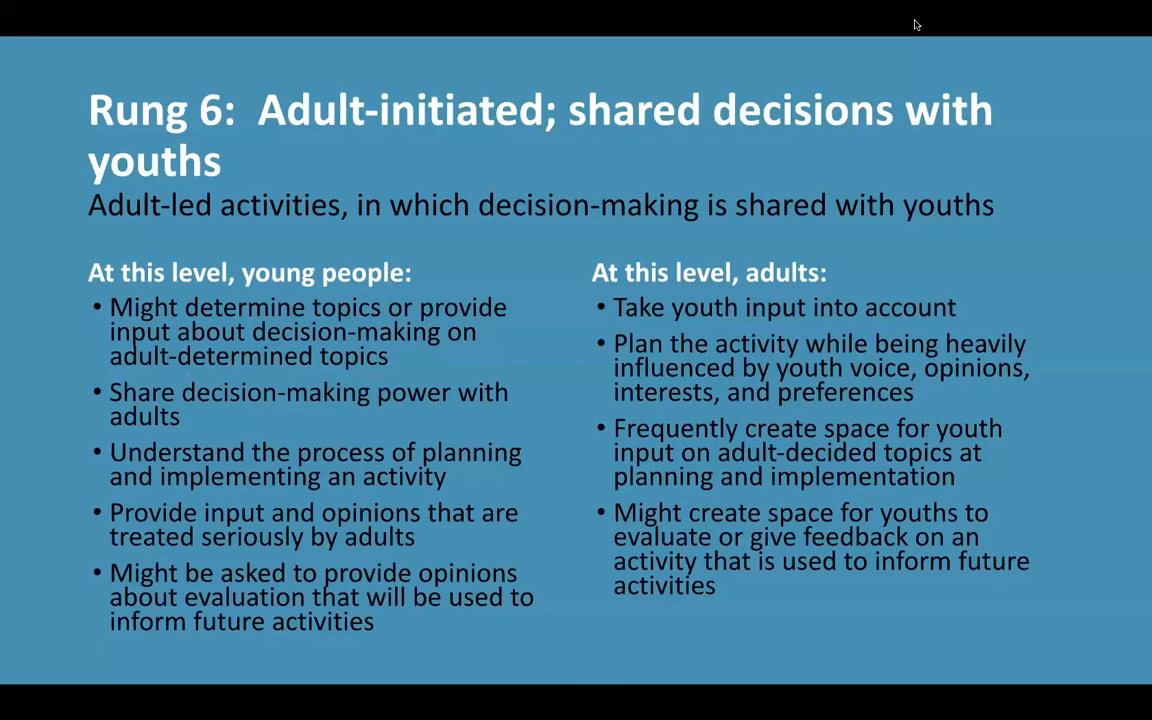 Rung 6:  Adult-initiated; shared decisions with
youths
Adult-led activities, in which decision-making is shared with youths
At this level, young people:
• Might determine topics or provide
input about decision-making on
adult-determined topics
• Share decision-making power with
adults
• Understand the process of planning
and implementing an activity
• Provide input and opinions that are
treated seriously by adults
• Might be asked to provide opinions
about evaluation that will be used to
inform future activities
At this level, adults:
• Take youth input into account
• Plan the activity while being heavily
influenced by youth voice, opinions,
interests, and preferences
• Frequently create space for youth
input on adult-decided topics at
planning and implementation
• Might create space for youths to
evaluate or give feedback on an
activity that is used to inform future
activities